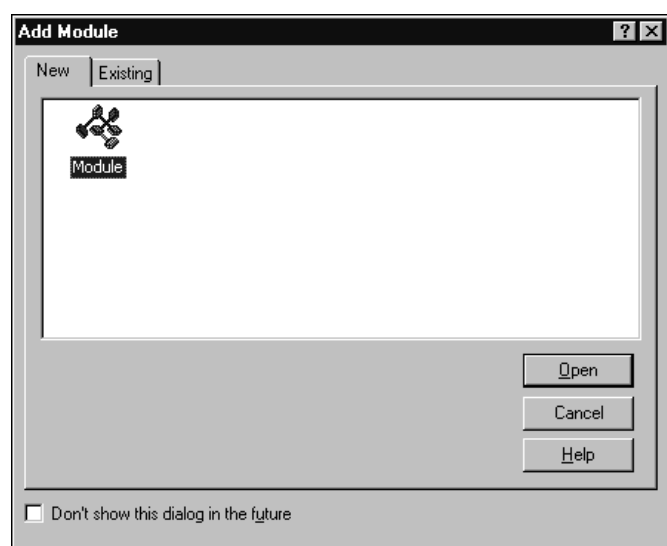 Add Module
New Existing
Module
Open
Cancel
Help
Don't show this dialog in the future